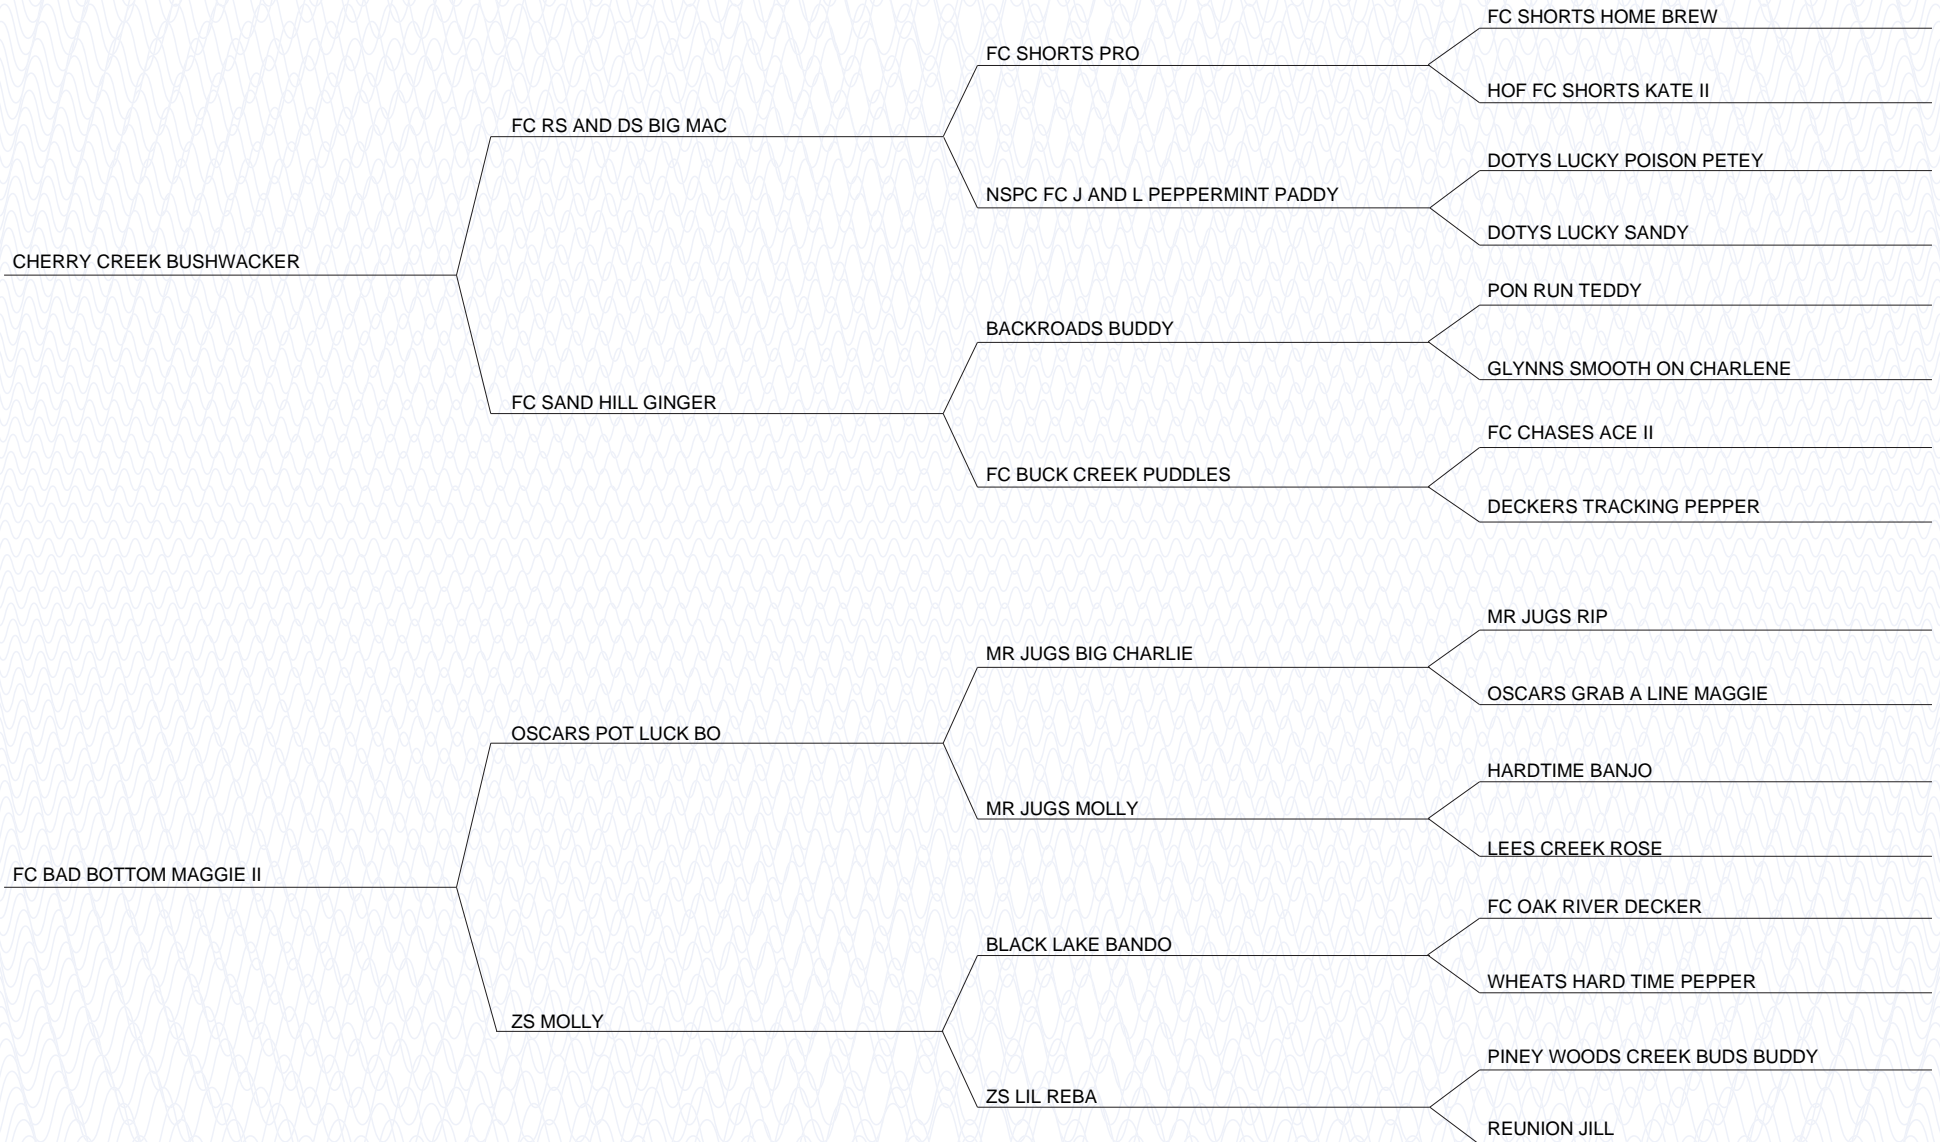 CHERRY CREEK BUSHWACKER
FC RS AND DS BIG MAC
FC SHORTS PRO
FC SHORTS HOME BREW
HOF FC SHORTS KATE II
NSPC FC J AND L PEPPERMINT PADDY
DOTYS LUCKY POISON PETEY
DOTYS LUCKY SANDY
FC SAND HILL GINGER
BACKROADS BUDDY
PON RUN TEDDY
GLYNNS SMOOTH ON CHARLENE
FC BUCK CREEK PUDDLES
FC CHASES ACE II
DECKERS TRACKING PEPPER
FC BAD BOTTOM MAGGIE II
OSCARS POT LUCK BO
MR JUGS BIG CHARLIE
MR JUGS RIP
OSCARS GRAB A LINE MAGGIE
MR JUGS MOLLY
HARDTIME BANJO
LEES CREEK ROSE
ZS MOLLY
BLACK LAKE BANDO
FC OAK RIVER DECKER
WHEATS HARD TIME PEPPER
ZS LIL REBA
PINEY WOODS CREEK BUDS BUDDY
REUNION JILL